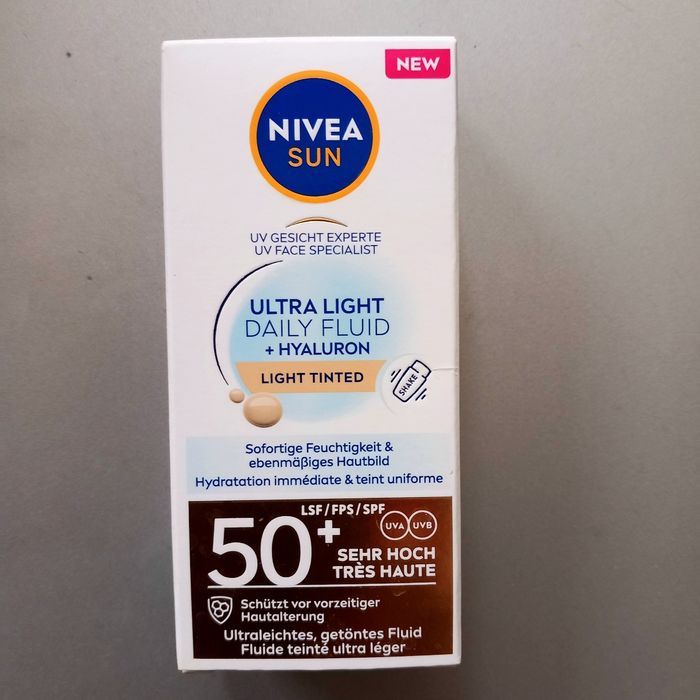 NEW
NIVEA
SUN
UV GESICHT EXPERTE
UV FACE SPECIALIST
ULTRA LIGHT
DAILY FLUID
+ HYALURON
LIGHT TINTED
SHAKE!
Sofortige Feuchtigkeit &
ebenmäßiges Hautbild
Hydratation immédiate & teint uniforme
LSF/FPS/SPF
50+
UVA UVB
SEHR HOCH
TRÈS HAUTE
Schützt vor vorzeitiger
Hautalterung
Ultraleichtes, getöntes Fluid
Fluide teinté ultra léger